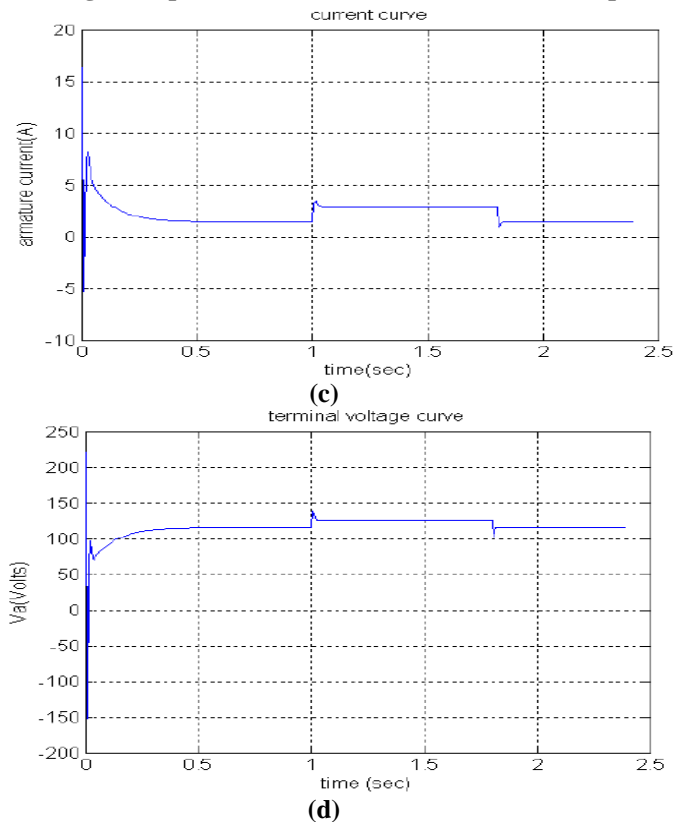 current curve
20
15
10
5
0
-5
-10
armature current(A)
0 0.5 1 1.5 2 2.5
time(sec)
(c)
terminal voltage curve
250
200
150
100
50
0
-50
-100
-150
-200
Va(Volts)
0 0.5 1 1.5 2 2.5
time (sec)
(d)